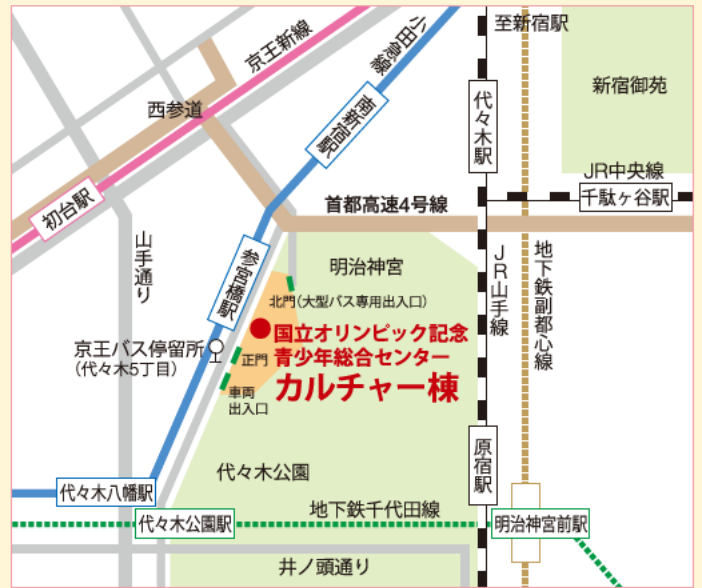 至新宿駅
小田急線
京王新線
新宿御苑
西参道
南新宿駅
代々木駅
JR中央線
千駄ヶ谷駅
初台駅
首都高速4号線
山手通り
参宮橋駅
明治神宮
JR山手線
地下鉄副都心線
北門(大型バス専用出入口)
国立オリンピック記念
青少年総合センター
カルチャー棟
京王バス停留所
(代々木5丁目)
正門
車両
出入口
原宿駅
代々木公園
代々木八幡駅
地下鉄千代田線
代々木公園駅
明治神宮前駅
井ノ頭通り